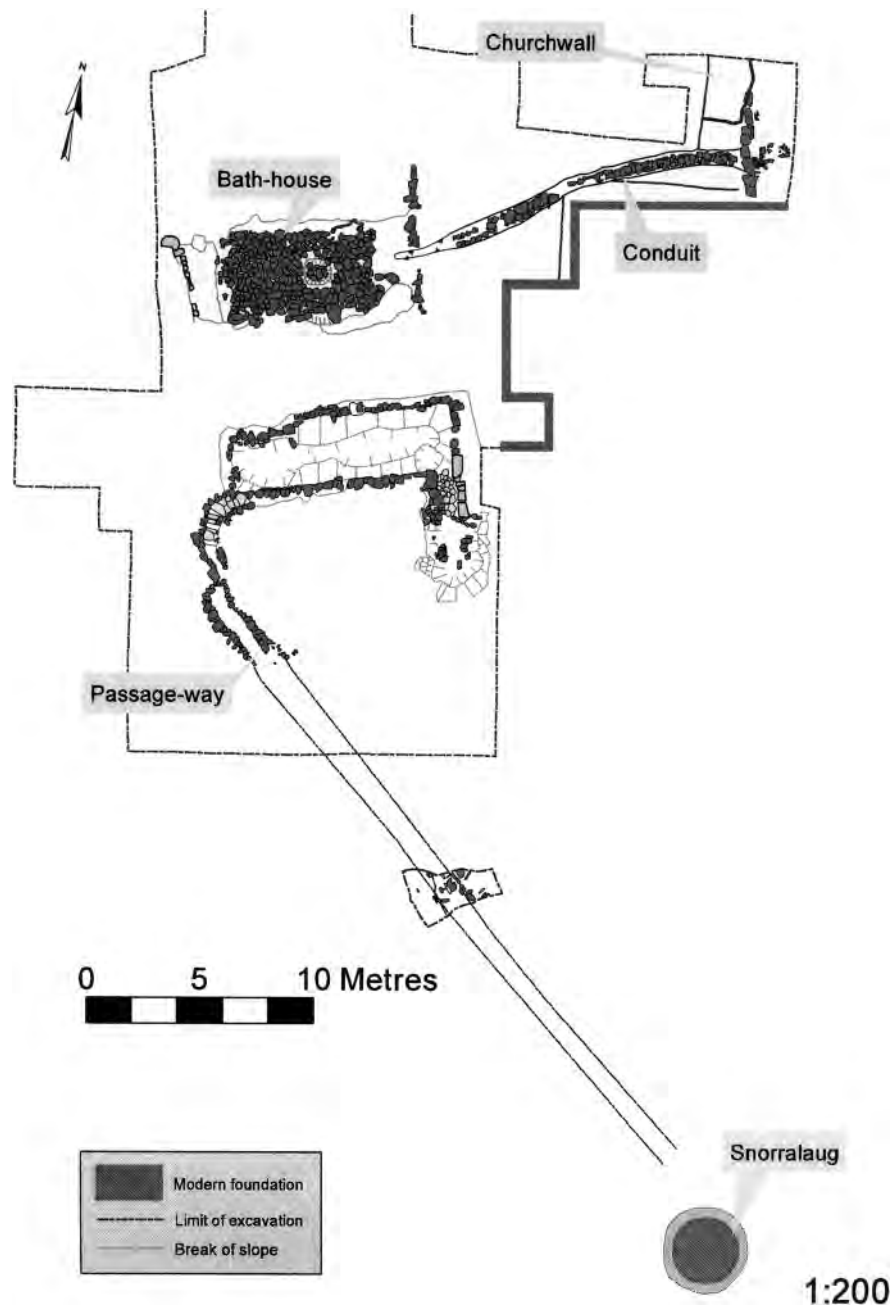 Churchwall
N
Bath-house
Conduit
Passage-way
0 5 10 Metres
Snorralaug
Modern foundation
Limit of excavation
Break of slope
1:200